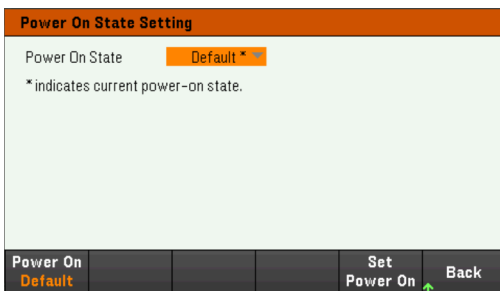 Power On State Setting
Power On State Default *
* indicates current power-on state.
Power On
Default
Set
Power On
Back